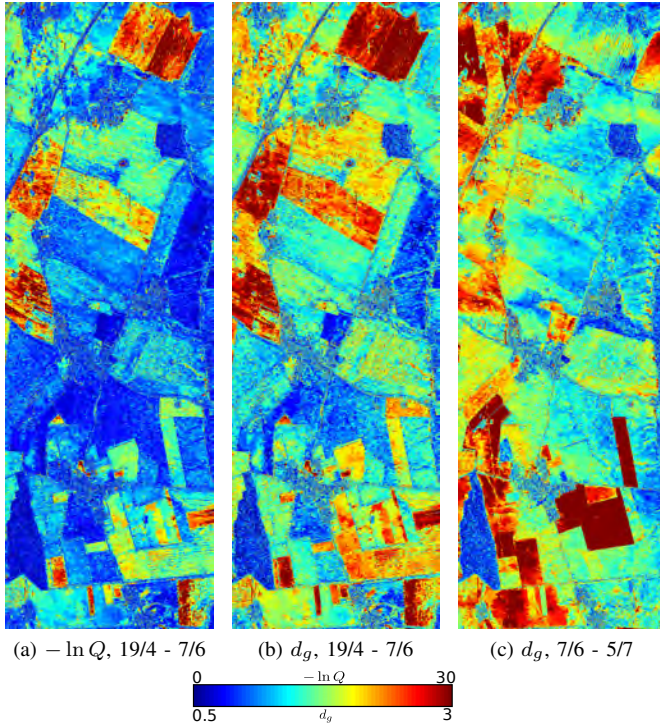 (a) − ln Q, 19/4 - 7/6 (b) d_g, 19/4 - 7/6 (c) d_g, 7/6 - 5/7
0 − ln Q 30
0.5 d_g 3